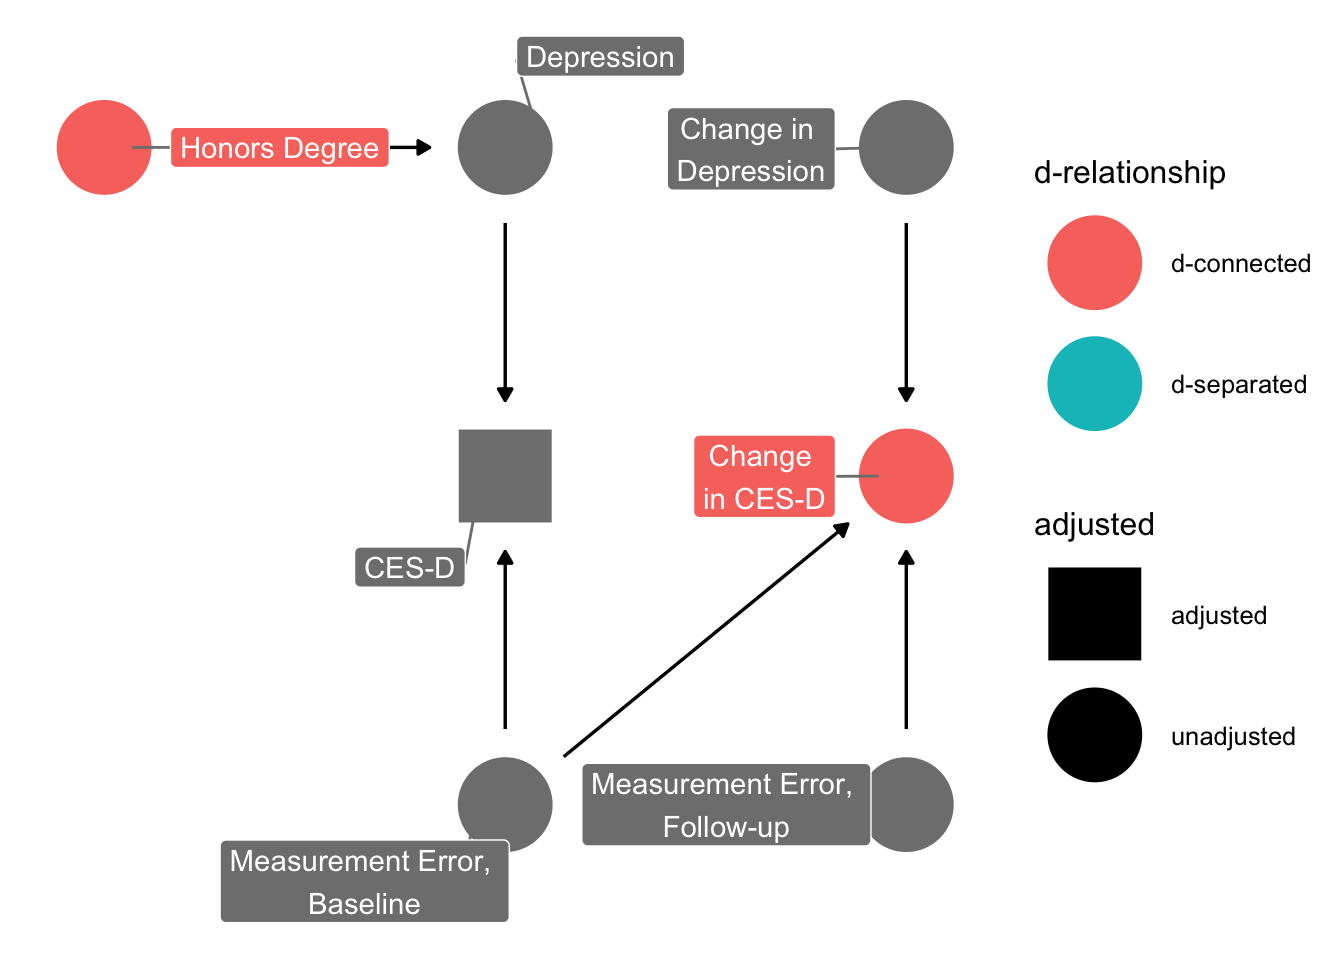 Depression
Honors Degree
Change in
Depression
d-relationship
d-connected
d-separated
Change
in CES-D
CES-D
adjusted
adjusted
unadjusted
Measurement Error,
Follow-up
Measurement Error,
Baseline